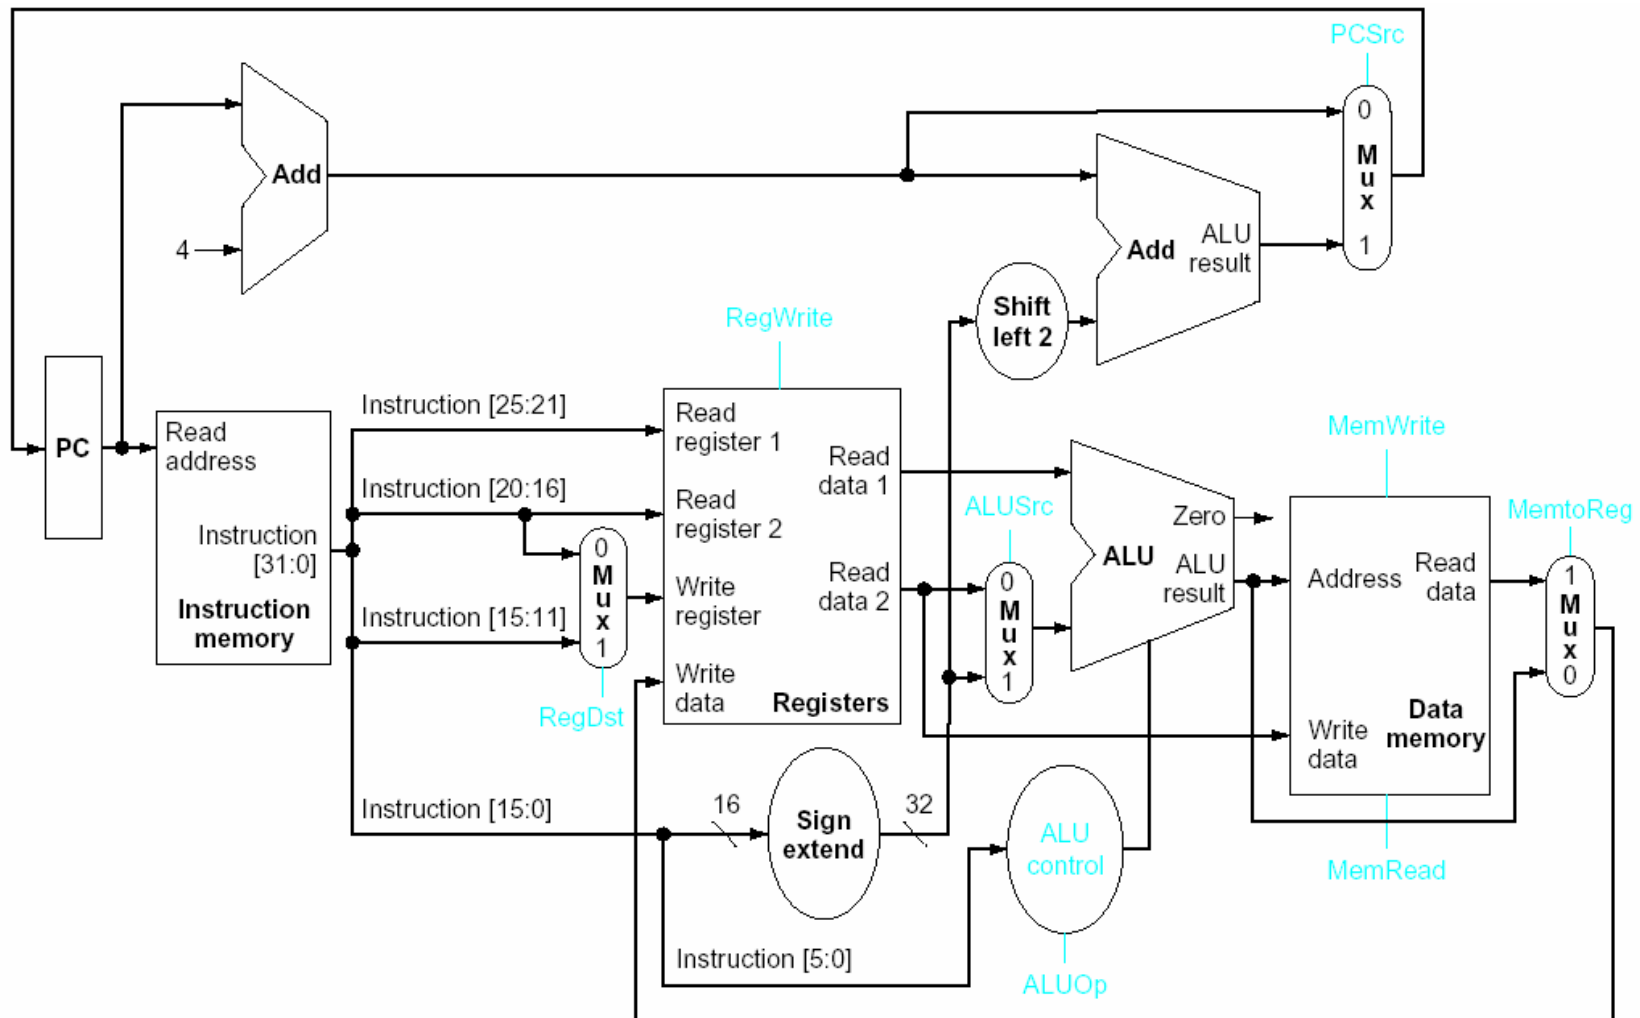 PCSrc
0
M
u
x
1
Add
4
Add
ALU
result
Shift
left 2
RegWrite
PC
Read
address
Instruction
[31:0]
Instruction
memory
Instruction [25:21]
Instruction [20:16]
Instruction [15:11]
0
M
u
x
1
RegDst
Read
register 1
Read
register 2
Write
register
Write
data
Read
data 1
Read
data 2
Registers
ALUSrc
0
M
u
x
1
Zero
ALU
ALU
result
MemWrite
Address
Read
data
Write
data
Data
memory
MemRead
MemtoReg
1
M
u
x
0
Instruction [15:0]
16
Sign
extend
32
ALU
control
Instruction [5:0]
ALUOp